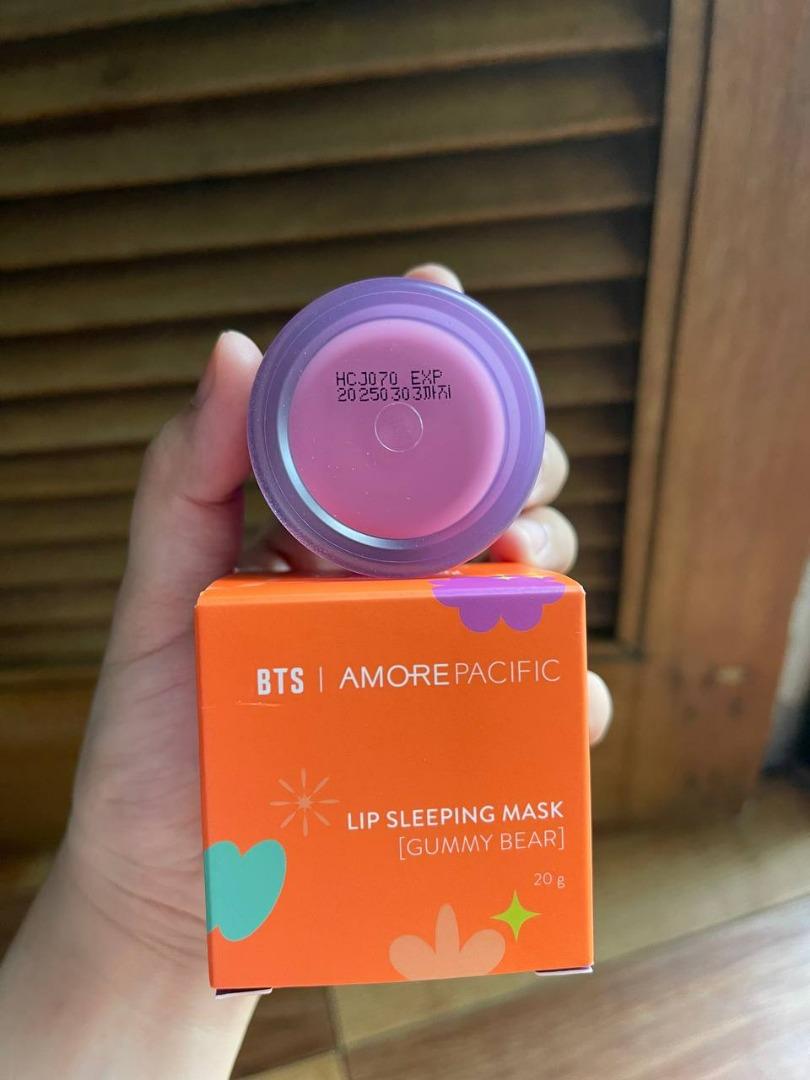 HCJ070 EXP
20250303까지
BTS | AMOREPACIFIC
LIP SLEEPING MASK
[GUMMY BEAR]
20 g